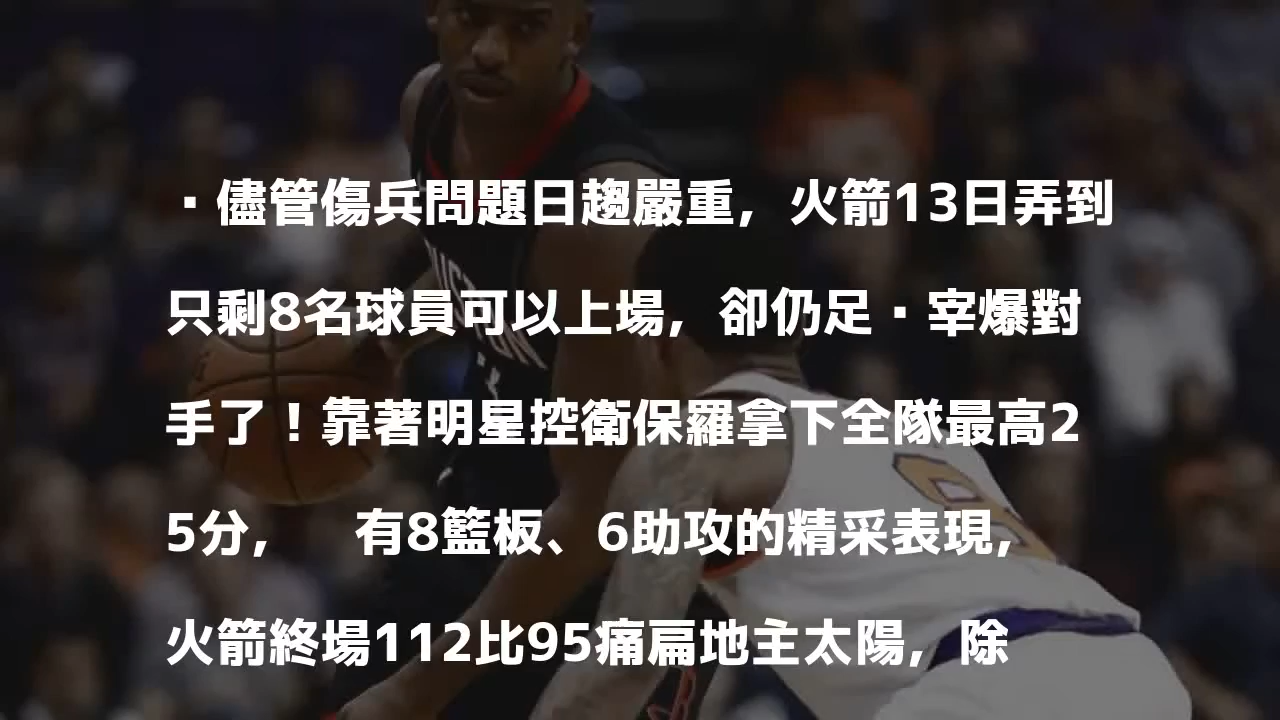 ▪儘管傷兵問題日趨嚴重，火箭13日弄到
只剩8名球員可以上場，卻仍足▪宰爆對
手了！靠著明星控衛保羅拿下全隊最高2
5分，　有8籃板、6助攻的精采表現，
火箭終場112比95痛扁地主太陽，除